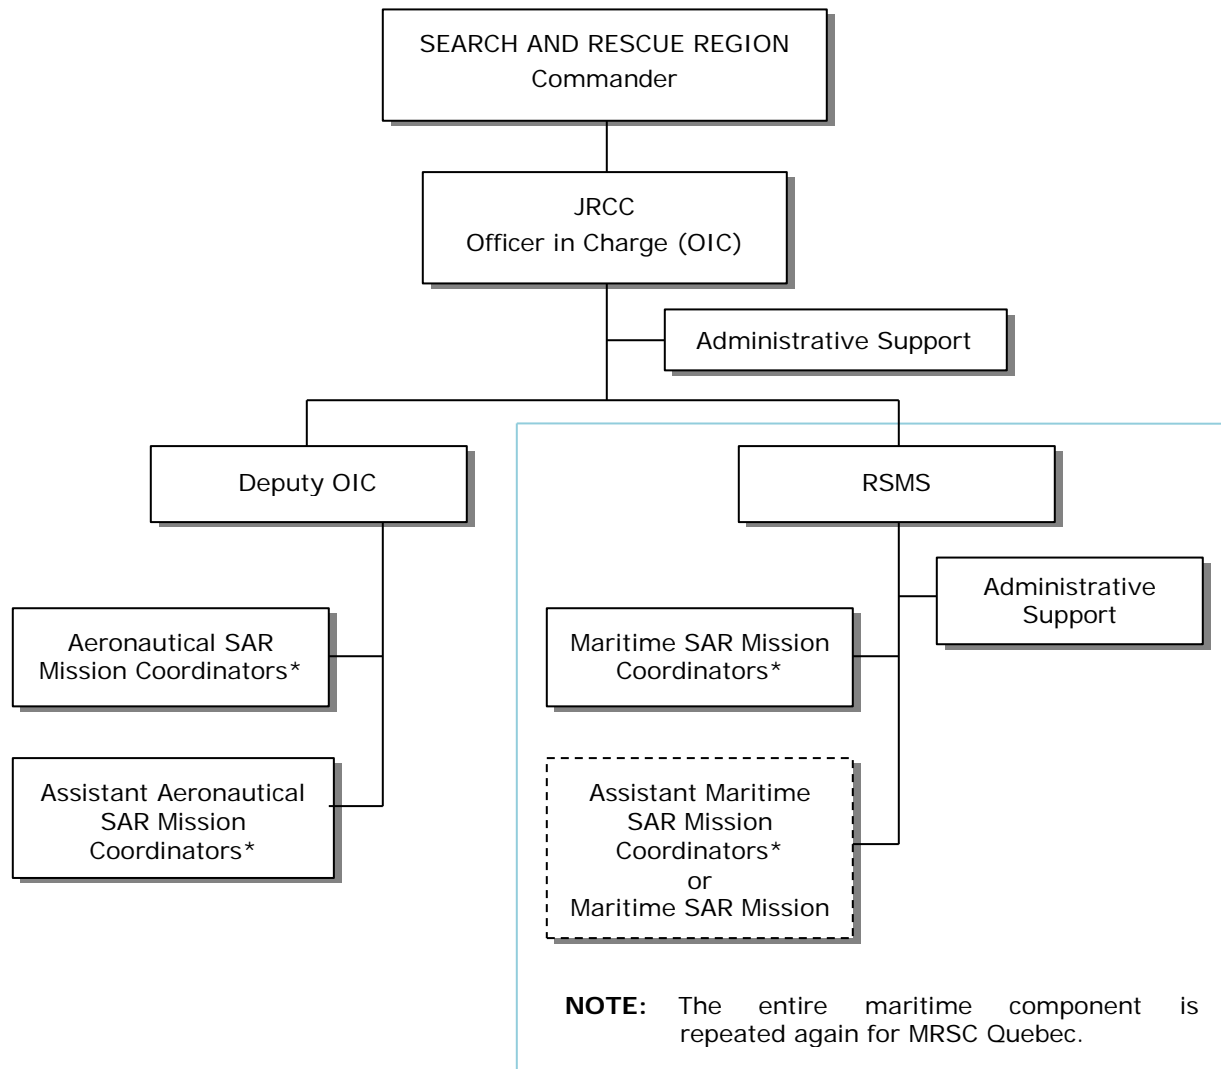 SEARCH AND RESCUE REGION
Commander
JRCC
Officer in Charge (OIC)
Administrative Support
Deputy OIC
RSMS
Administrative
Support
Aeronautical SAR
Mission Coordinators*
Maritime SAR Mission
Coordinators*
Assistant Aeronautical
SAR Mission
Coordinators*
Assistant Maritime
SAR Mission
Coordinators*
or
Maritime SAR Mission
NOTE: The entire maritime component is
repeated again for MRSC Quebec.